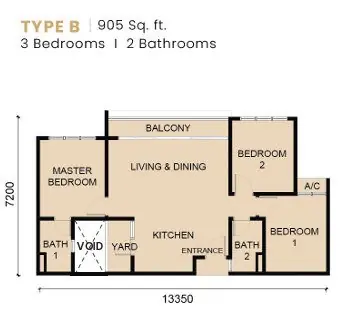 TYPE B | 905 Sq. ft.
3 Bedrooms I 2 Bathrooms
BALCONY
LIVING & DINING
BEDROOM
2
MASTER
BEDROOM
A/C
7200
KITCHEN
BEDROOM
1
BATH
1
VOID
YARD
ENTRANCE
BATH
2
13350